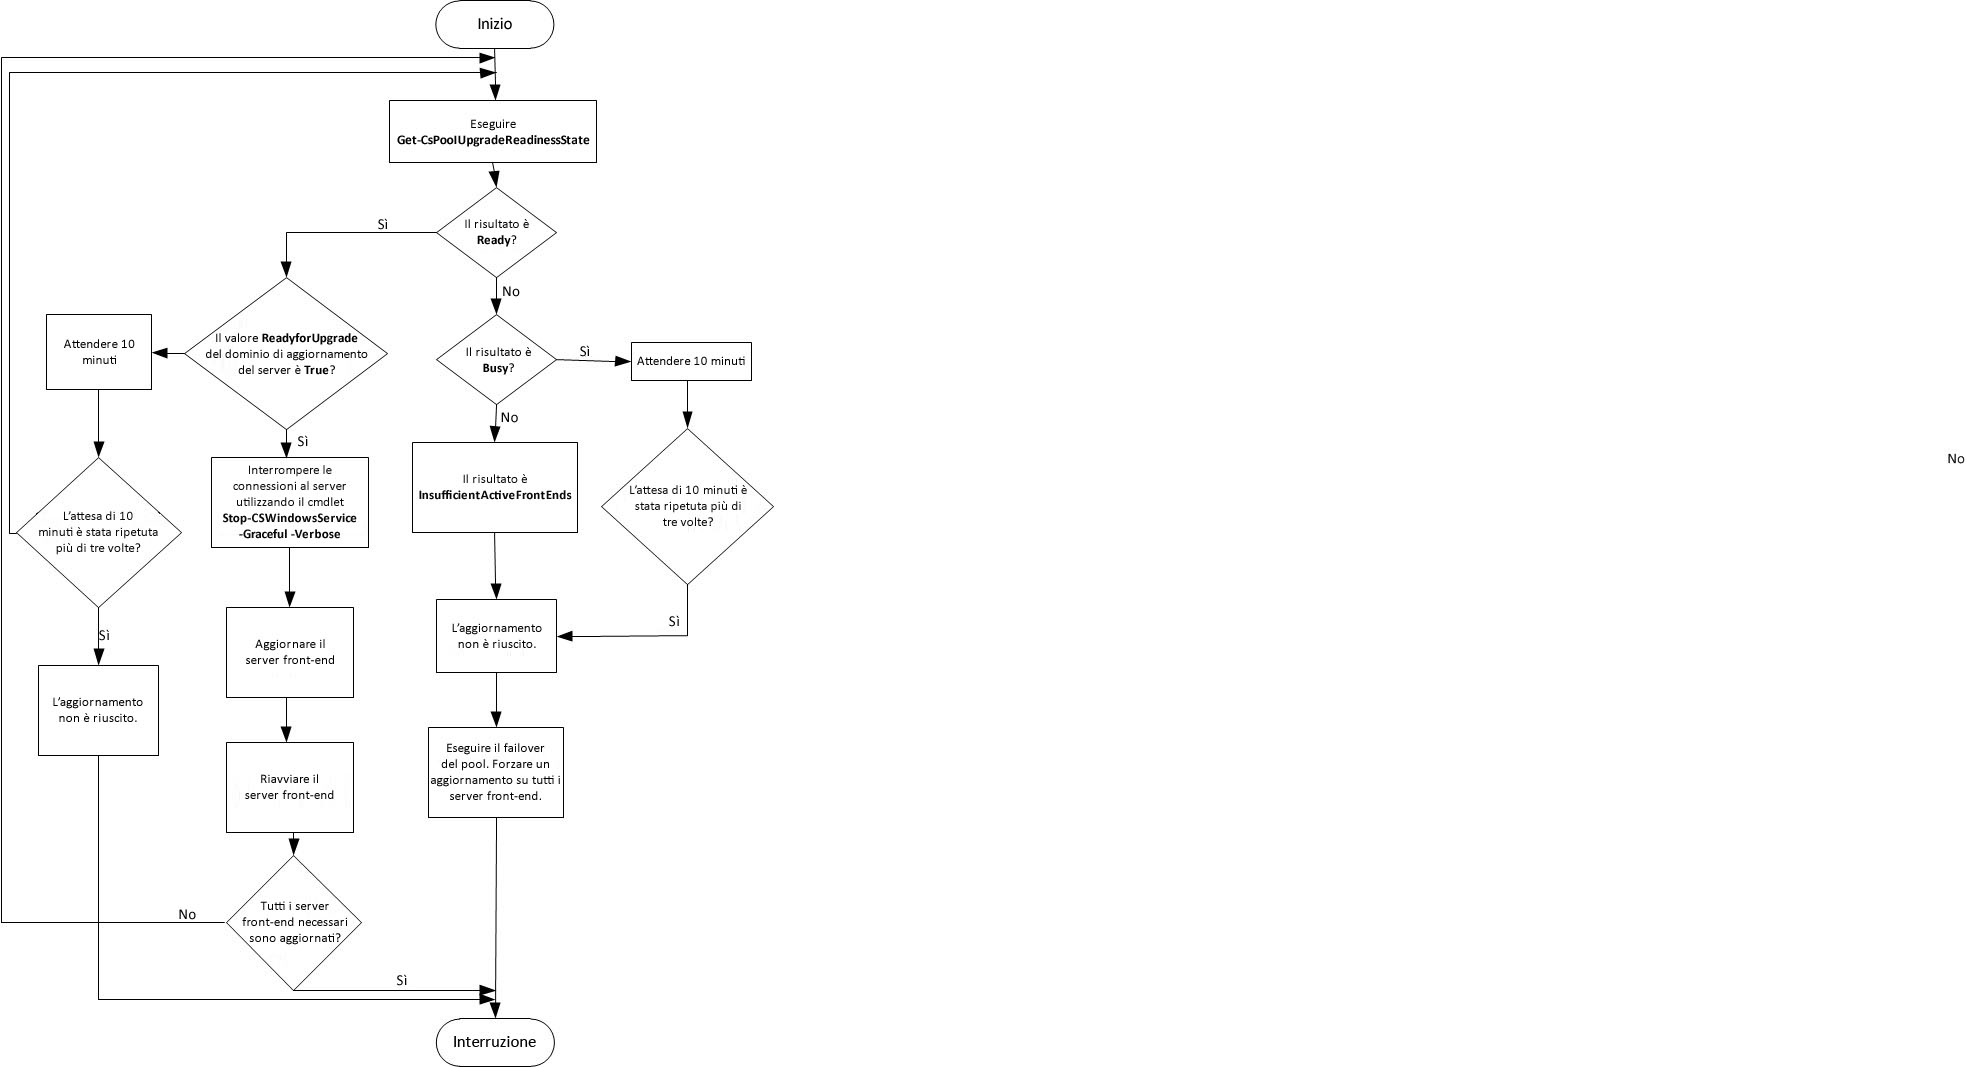 Inizio
Eseguire
Get-CsPoolUpgradeReadinessState
Sì
Il risultato è
Ready?
No
Attendere 10
minuti
Il valore ReadyforUpgrade
del dominio di aggiornamento
del server è True?
Il risultato è
Busy?
Sì
Attendere 10 minuti
No
Sì
L'attesa di 10
minuti è stata ripetuta
più di tre volte?
Interrompere le
connessioni al server
utilizzando il cmdlet
Stop-CSWindowsService
-Graceful -Verbose
Il risultato è
InsufficientActiveFrontEnds
L'attesa di 10 minuti è
stata ripetuta più di
tre volte?
No
Sì
L'aggiornamento
non è riuscito.
Aggiornare il
server front-end
L'aggiornamento
non è riuscito.
Sì
Riavviare il
server front-end
Eseguire il failover
del pool. Forzare un
aggiornamento su tutti i
server front-end.
No
Tutti i server
front-end necessari
sono aggiornati?
Sì
Interruzione